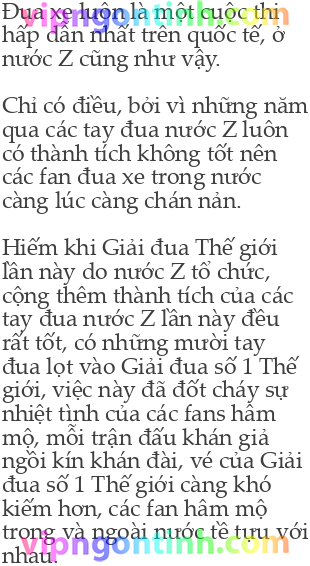 Đua xe luôn là một cuộc thi
hấp dẫn nhất trên quốc tế, ở
nước Z cũng như vậy.
Chỉ có điều, bởi vì những năm
qua các tay đua nước Z luôn
có thành tích không tốt nên
các fan đua xe trong nước
càng lúc càng chán nản.
Hiếm khi Giải đua Thế giới
lần này do nước Z tổ chức,
cộng thêm thành tích của các
tay đua nước Z lần này đều
rất tốt, có những mười tay
đua lọt vào Giải đua số 1 Thế
giới, việc này đã đốt cháy sự
nhiệt tình của các fans hâm
mộ, mỗi trận đấu khán giả
ngồi kín khán đài, vé của Giải
đua số 1 Thế giới càng khó
kiếm hơn, các fan hâm mộ
trong và ngoài nước tề tựu với
nhau.
vipngontinh.com
vipngontinh.com